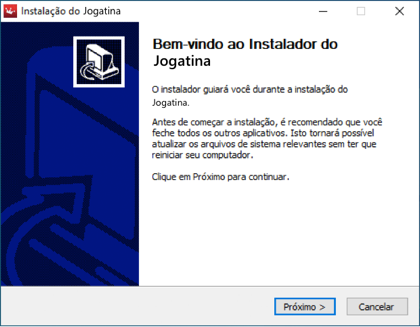 Instalação do Jogatina
Bem-vindo ao Instalador do
Jogatina
O instalador guiará você durante a instalação do
Jogatina.
Antes de começar a instalação, é recomendado que você
feche todos os outros aplicativos. Isto tornará possível
atualizar os arquivos de sistema relevantes sem ter que
reiniciar seu computador.
Clique em Próximo para continuar.
Próximo >
Cancelar